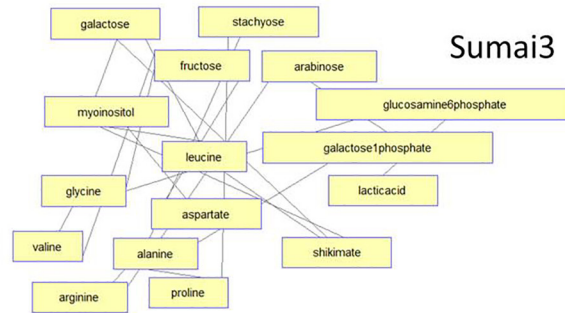 galactose
stachyose
Sumai3
fructose
arabinose
myoinositol
glucosamine6phosphate
leucine
galactose1phosphate
glycine
lacticacid
aspartate
valine
alanine
shikimate
arginine
proline